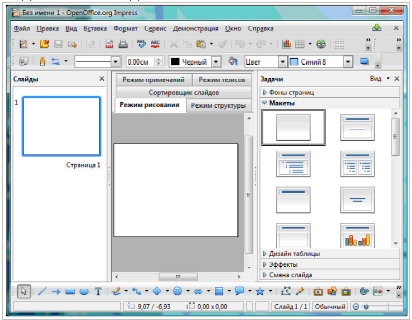 Без имени 1 - OpenOffice.org Impress
Файл Правка Вид Вставка Формат Сервис Демонстрация Окно Справка
0,00см Черный Цвет Синий 8
Слайды
Режим примечаний Режим тезисов
Сортировщик слайдов
Режим рисования Режим структуры
Задачи Вид
Фоны страниц
Макеты
1
Страница 1
Дизайн таблицы
Эффекты
Смена слайда
9,07 / -6,93 0,00 x 0,00 Слайд 1 / 1 Обычный